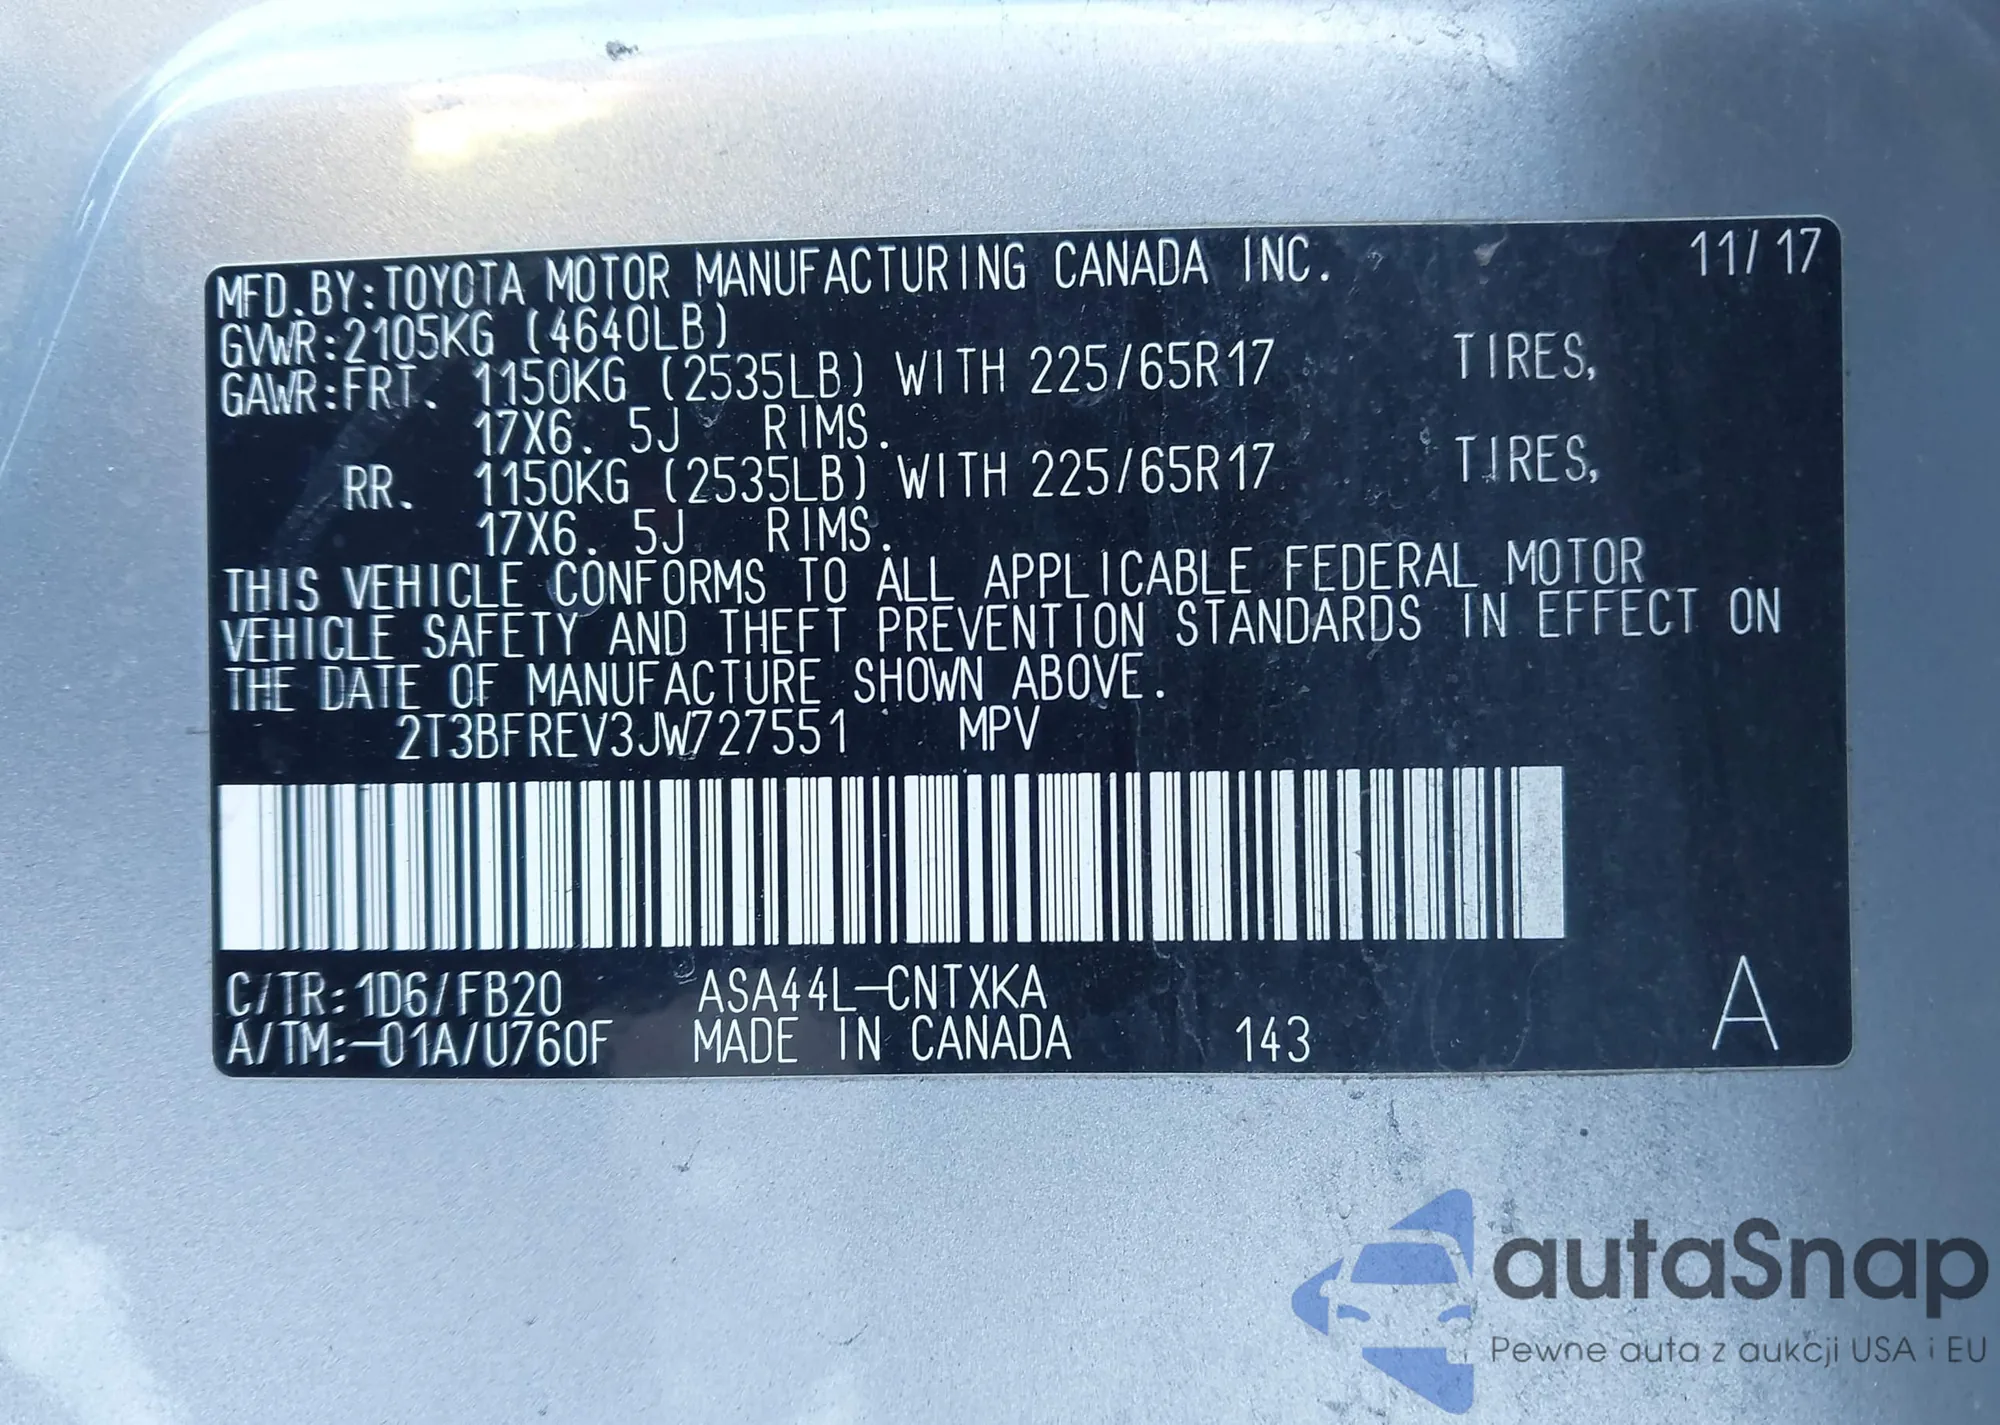 MFD.BY:TOYOTA MOTOR MANUFACTURING CANADA INC. 11/17
GVWR:2105KG (4640LB)
GAWR:FRT. 1150KG (2535LB) WITH 225/65R17 TIRES,
17X6.5J RIMS.
RR. 1150KG (2535LB) WITH 225/65R17 TIRES,
17X6.5J RIMS.
THIS VEHICLE CONFORMS TO ALL APPLICABLE FEDERAL MOTOR
VEHICLE SAFETY AND THEFT PREVENTION STANDARDS IN EFFECT ON
THE DATE OF MANUFACTURE SHOWN ABOVE.
2T3BFREV3JW727551 MPV
C/TR:1D6/FB20 ASA44L-CNTXKA A
A/TM:-01A/U760F MADE IN CANADA 143
autaSnap
Pewne auta z aukcji USA i EU